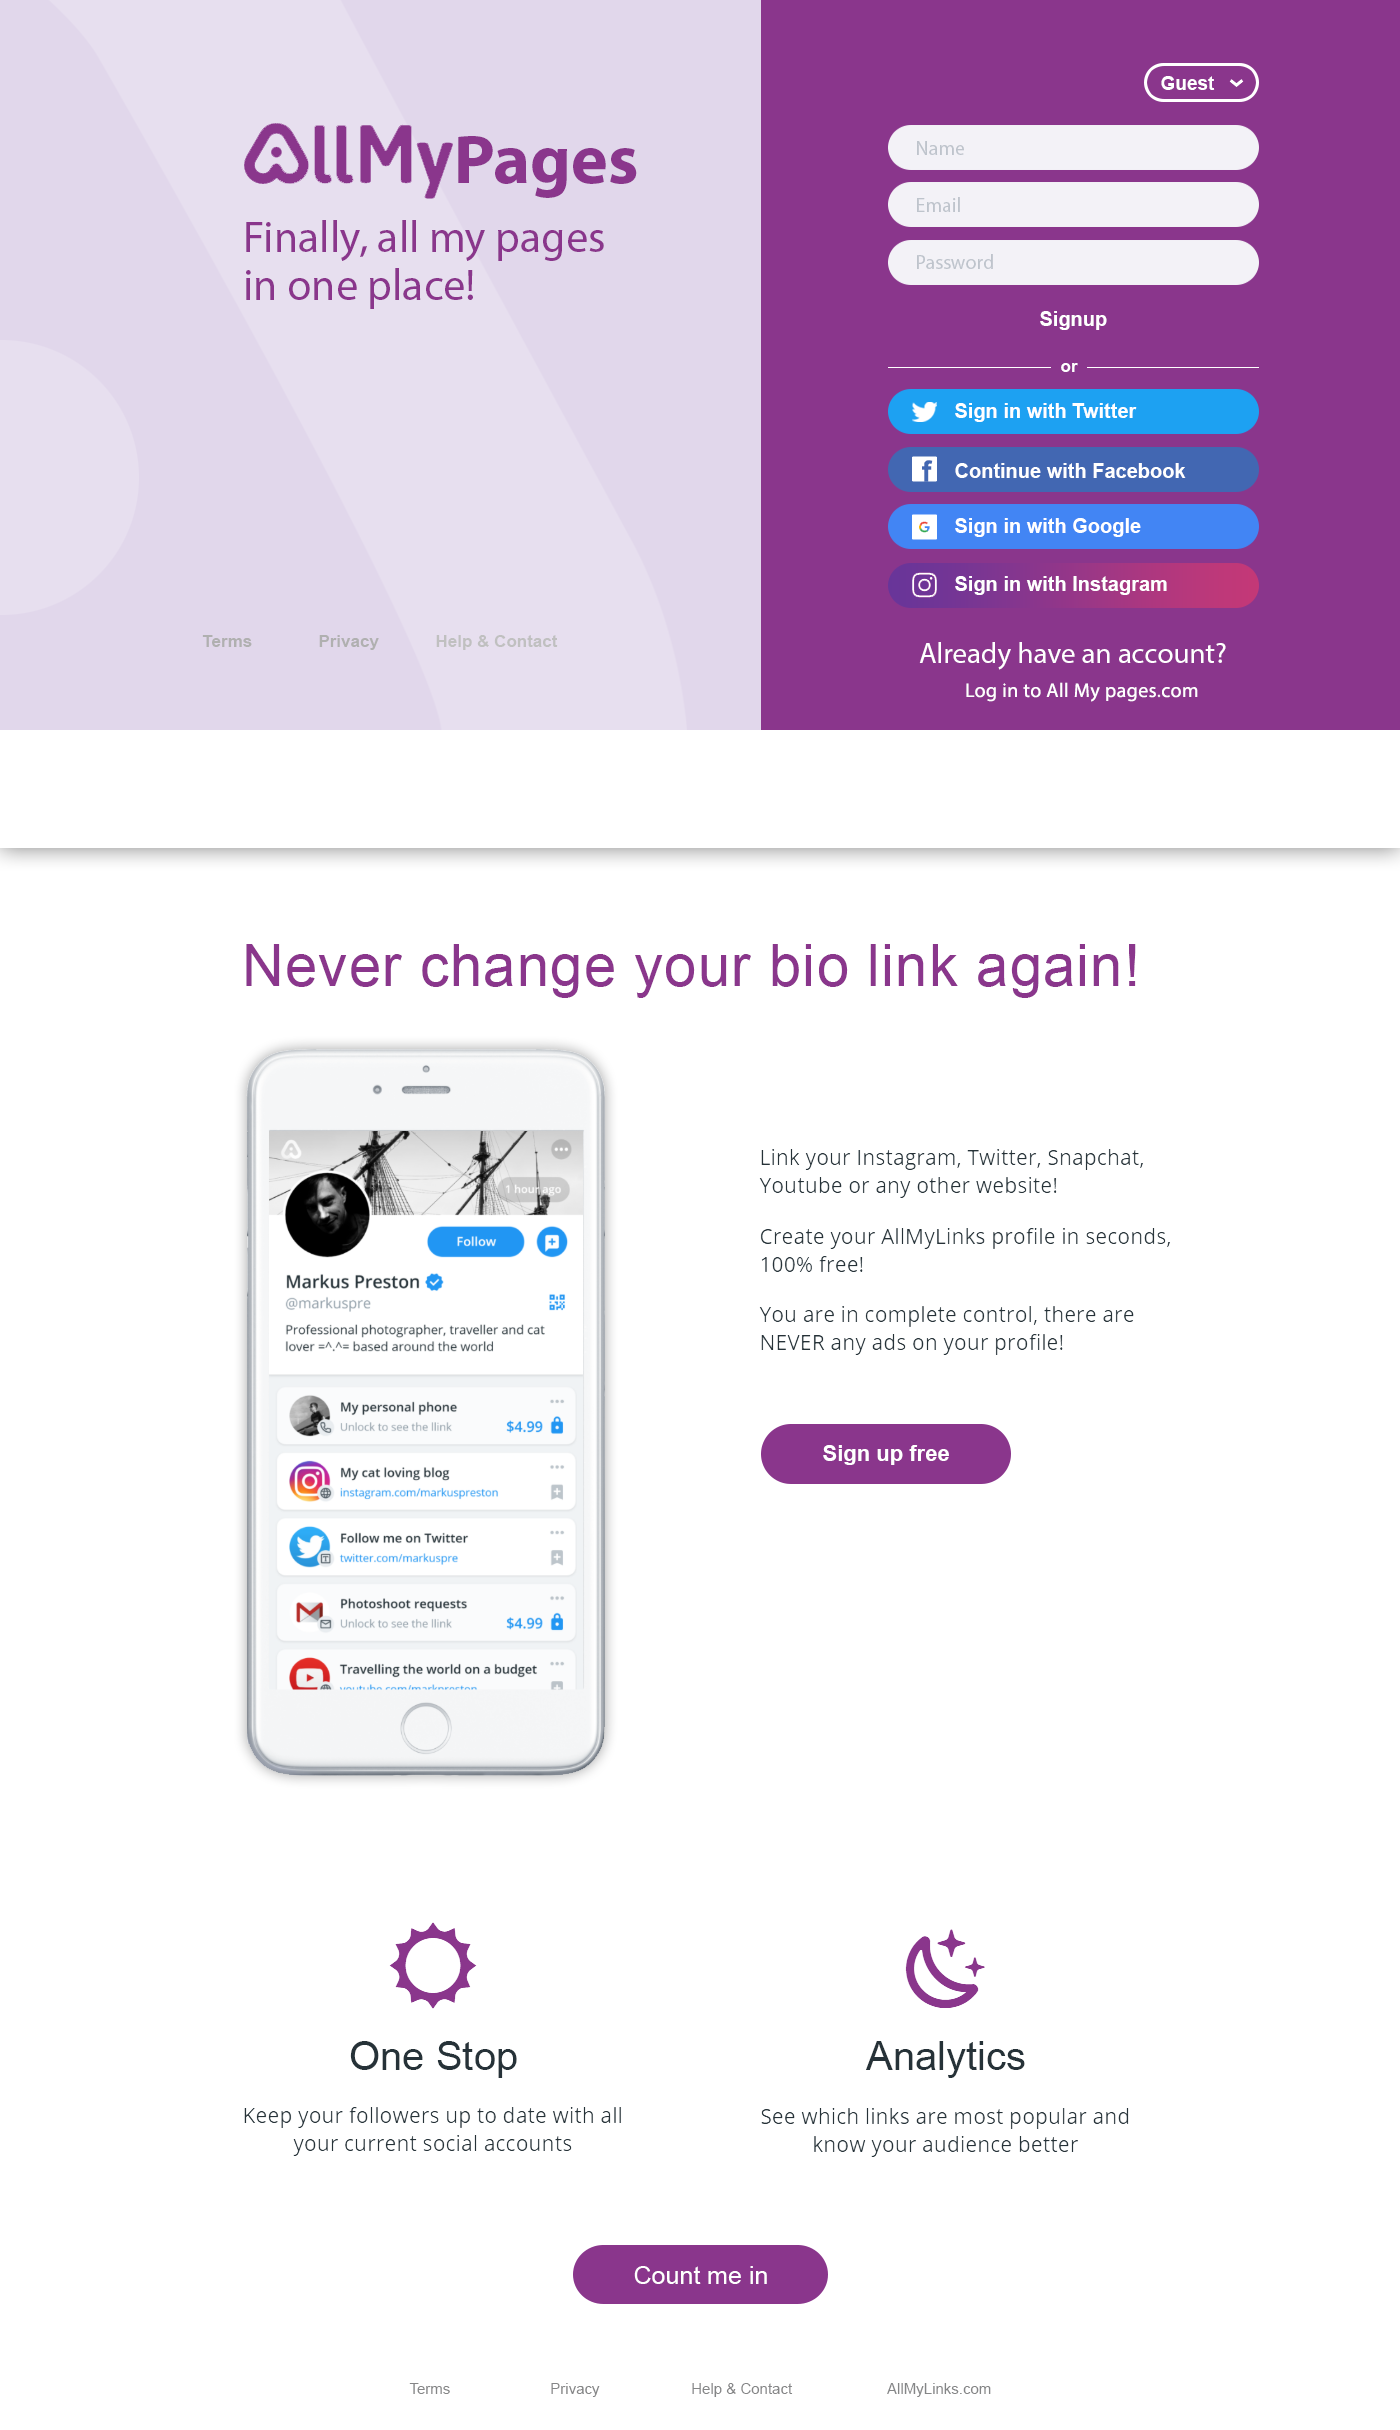 AllMyPages
Finally, all my pages
in one place!
Terms
Privacy
Help & Contact
Guest
Name
Email
Password
Signup
or
Sign in with Twitter
Continue with Facebook
Sign in with Google
Sign in with Instagram
Already have an account?
Log in to All My pages.com
Never change your bio link again!
1 hour ago
Follow
Markus Preston
@markuspre
Professional photographer, traveller and cat
lover =^.^= based around the world
My personal phone
Unlock to see the llink
$4.99
My cat loving blog
instagram.com/markuspreston
Follow me on Twitter
twitter.com/markuspre
Photoshoot requests
Unlock to see the llink
$4.99
Travelling the world on a budget
youtube.com/markpreston
Link your Instagram, Twitter, Snapchat,
Youtube or any other website!
Create your AllMyLinks profile in seconds,
100% free!
You are in complete control, there are
NEVER any ads on your profile!
Sign up free
One Stop
Keep your followers up to date with all
your current social accounts
Analytics
See which links are most popular and
know your audience better
Count me in
Terms
Privacy
Help & Contact
AllMyLinks.com